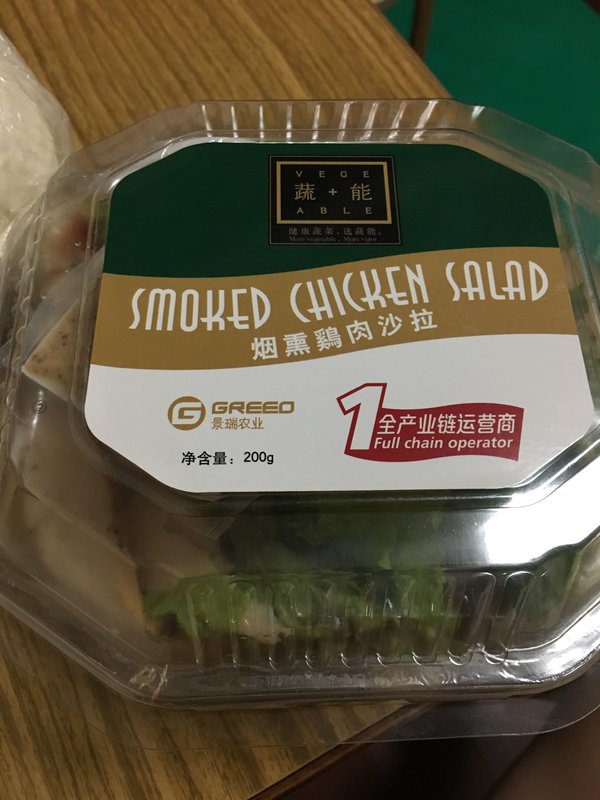 VEGE
蔬+能
ABLE
健康蔬菜,选蔬能。
More vegetable, More vigor.
SMOKED CHICKEN SALAD
烟熏鷄肉沙拉
GREEO
景瑞农业
1全产业链运营商
Full chain operator
净含量：200g